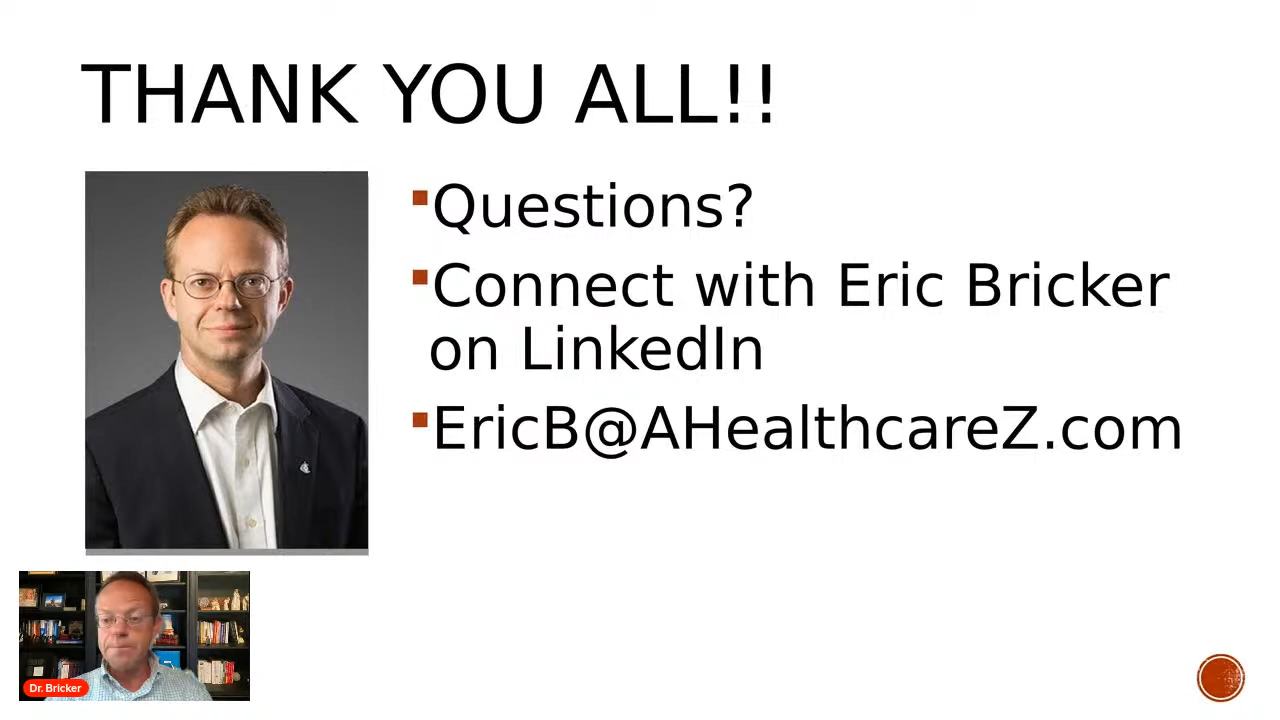 THANK YOU ALL!!
Questions?
Connect with Eric Bricker
on LinkedIn
EricB@AHealthcareZ.com
Dr. Bricker